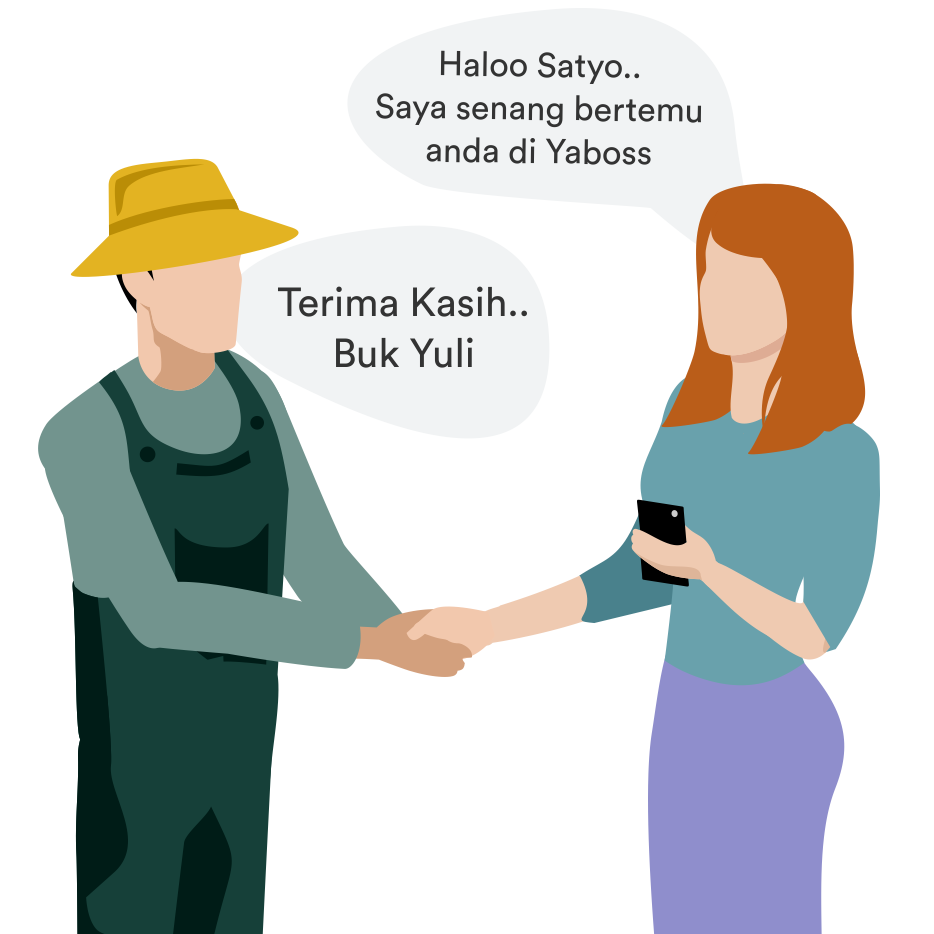 Haloo Satyo..
Saya senang bertemu
anda di Yaboss
Terima Kasih..
Buk Yuli